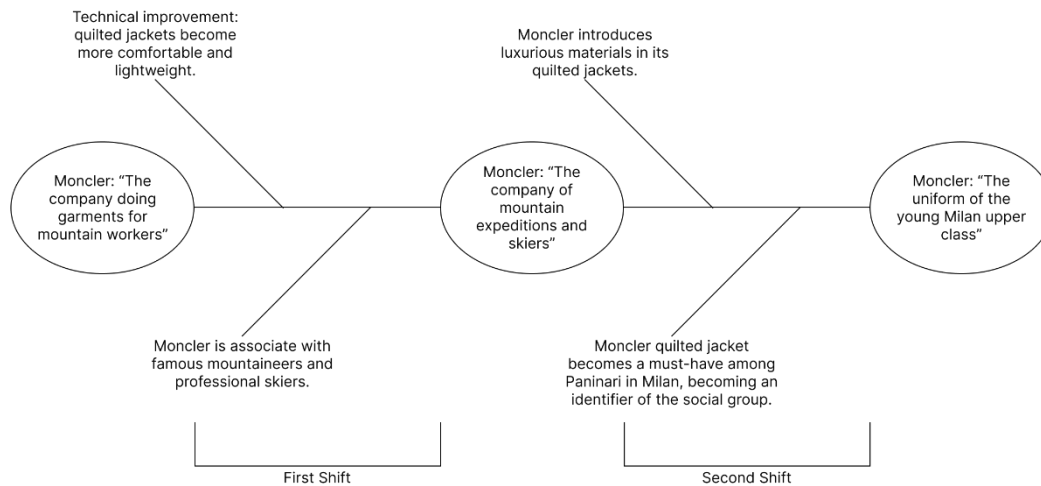 Technical improvement:
quilted jackets become
more comfortable and
lightweight.
Moncler introduces
luxurious materials in its
quilted jackets.
Moncler: “The
company doing
garments for
mountain workers”
Moncler: “The
company of
mountain
expeditions and
skiers”
Moncler: “The
uniform of the
young Milan upper
class”
Moncler is associate with
famous mountaineers and
professional skiers.
Moncler quilted jacket
becomes a must-have among
Paninari in Milan, becoming an
identifier of the social group.
First Shift
Second Shift